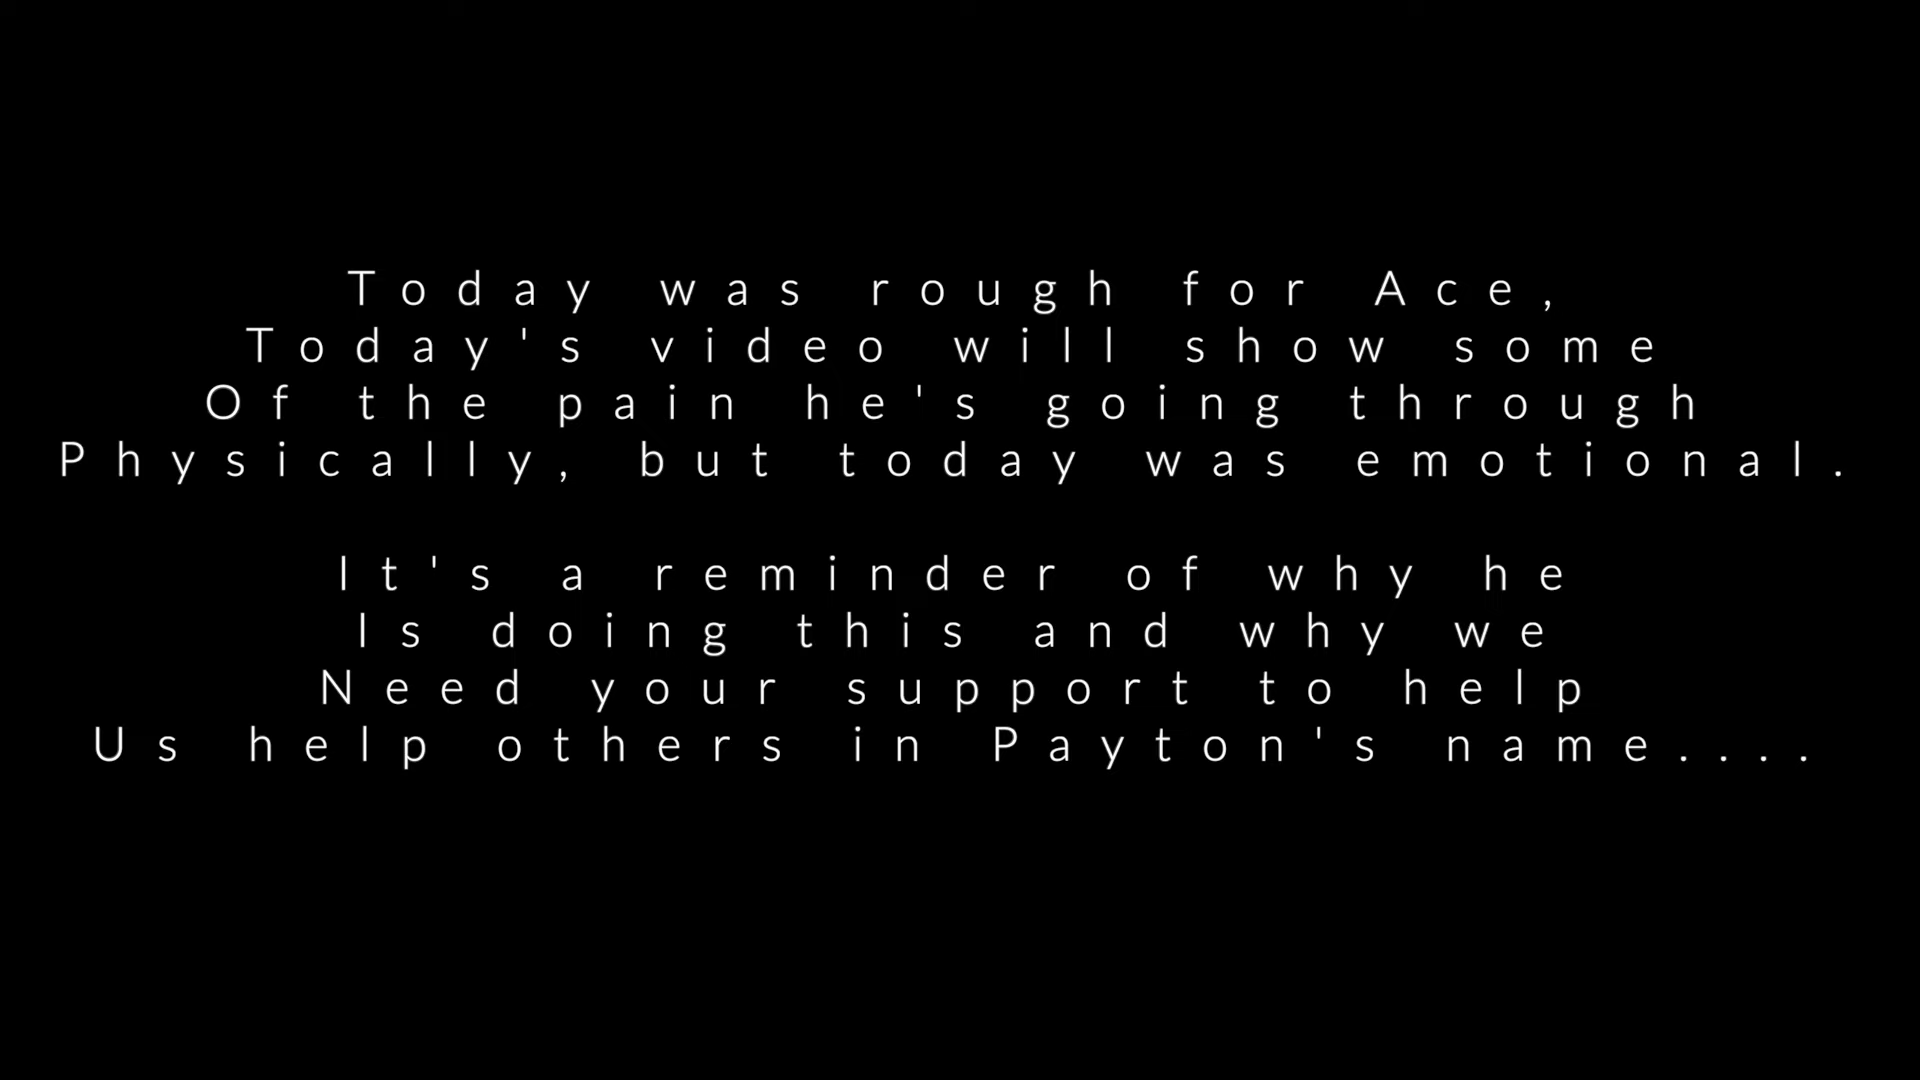 Today was rough for Ace,
Today's video will show some
Of the pain he's going through
Physically, but today was emotional.
It's a reminder of why he
Is doing this and why we
Need your support to help
Us help others in Payton's name....